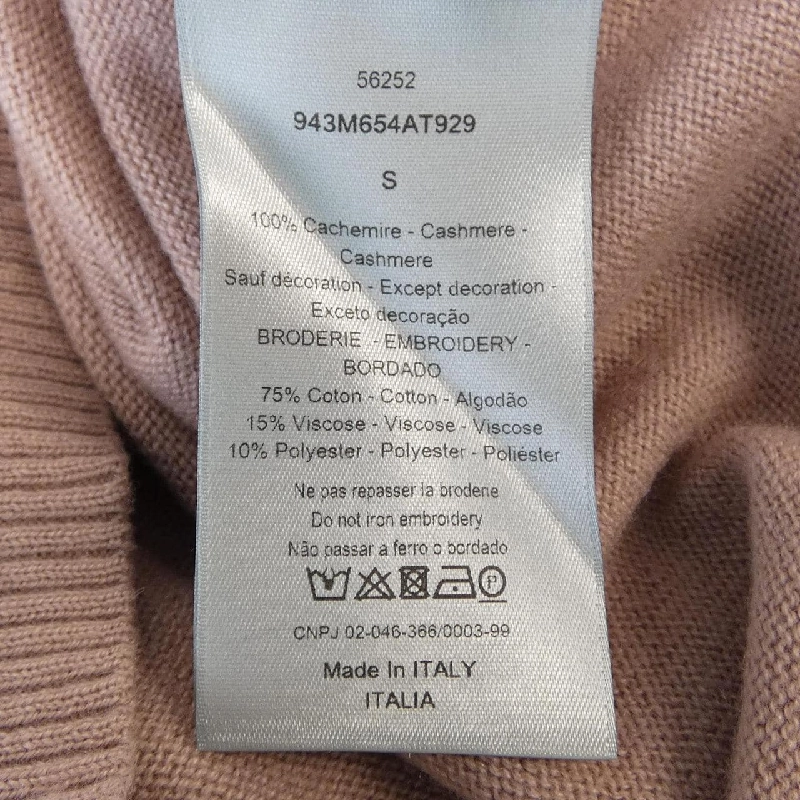 56252
943M654AT929
S
100% Cachemire - Cashmere -
Cashmere
Sauf décoration - Except decoration -
Exceto decoração
BRODERIE - EMBROIDERY -
BORDADO
75% Coton - Cotton - Algodão
15% Viscose - Viscose - Viscose
10% Polyester - Polyester - Poliéster
Ne pas repasser la broderie
Do not iron embroidery
Não passar a ferro o bordado
P
CNPJ 02-046-366/0003-99
Made In ITALY
ITALIA